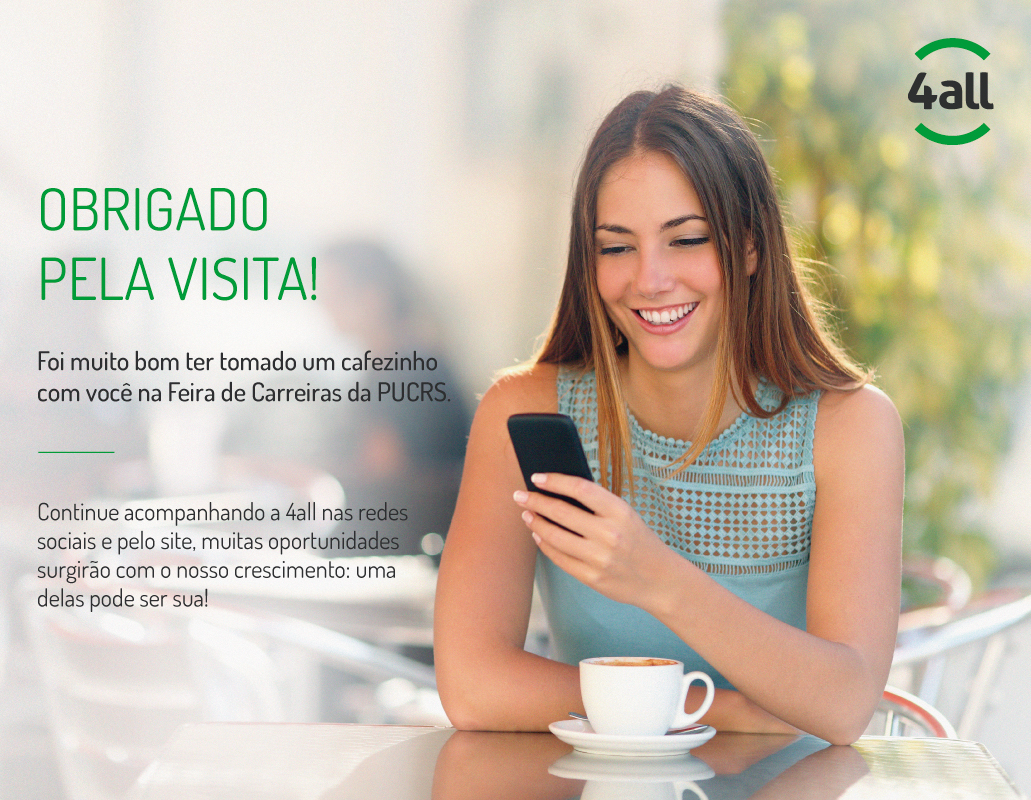 4all
OBRIGADO
PELA VISITA!
Foi muito bom ter tomado um cafezinho
com você na Feira de Carreiras da PUCRS.
Continue acompanhando a 4all nas redes
sociais e pelo site, muitas oportunidades
surgirão com o nosso crescimento: uma
delas pode ser sua!